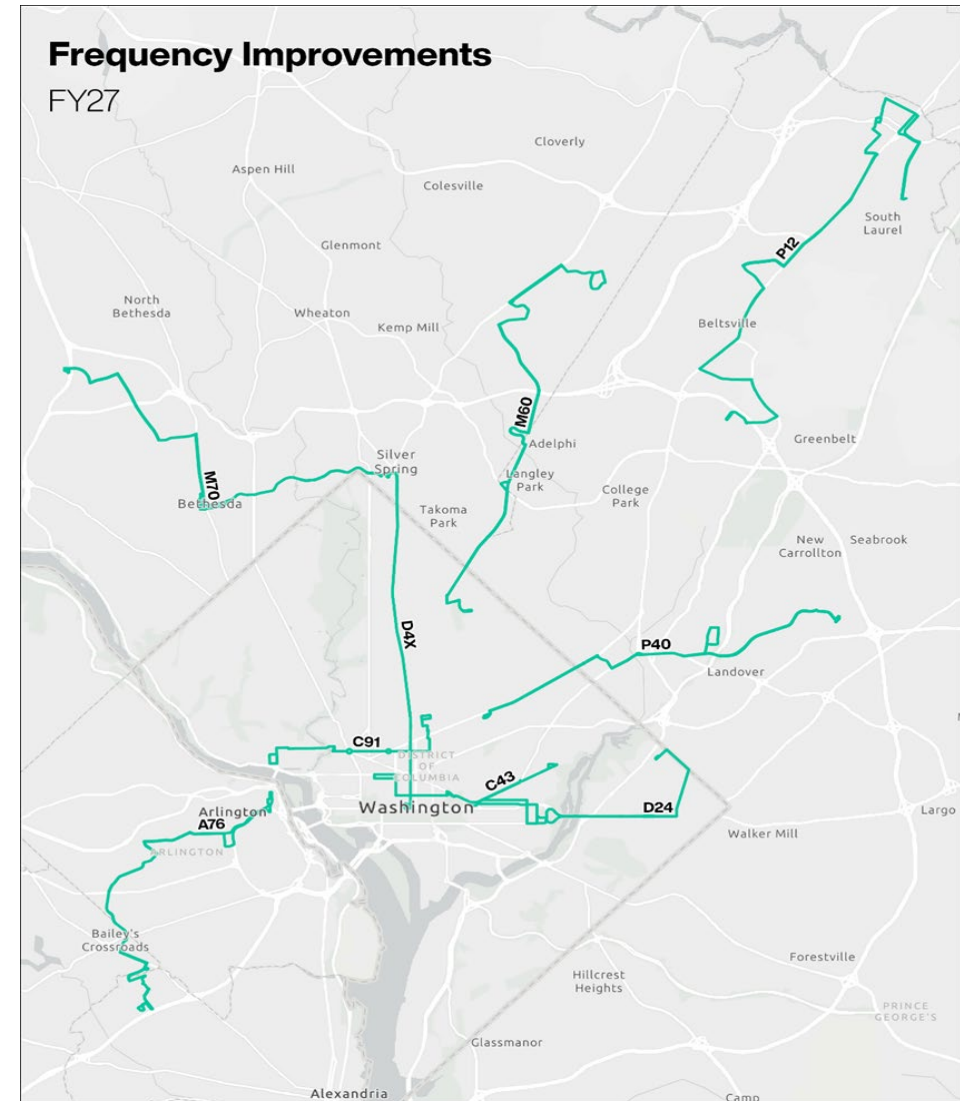 Frequency Improvements
FY27
Cloverly
Aspen Hill
Colesville
South
Laurel
Glenmont
P12
North
Bethesda
Wheaton
Kemp Mill
Beltsville
M60
Adelphi
Greenbelt
Silver
Spring
M70
Bethesda
Langley
Park
College
Park
Takoma
Park
New
Carrollton
Seabrook
D4X
P40
Landover
C91
DISTRICT
OF
COLUMBIA
C43
Washington
D24
Arlington
A76
ARLINGTON
Largo
Walker Mill
Bailey's
Crossroads
Forestville
Hillcrest
Heights
PRINCE
GEORGE'S
Glassmanor
Alexandria
Camp